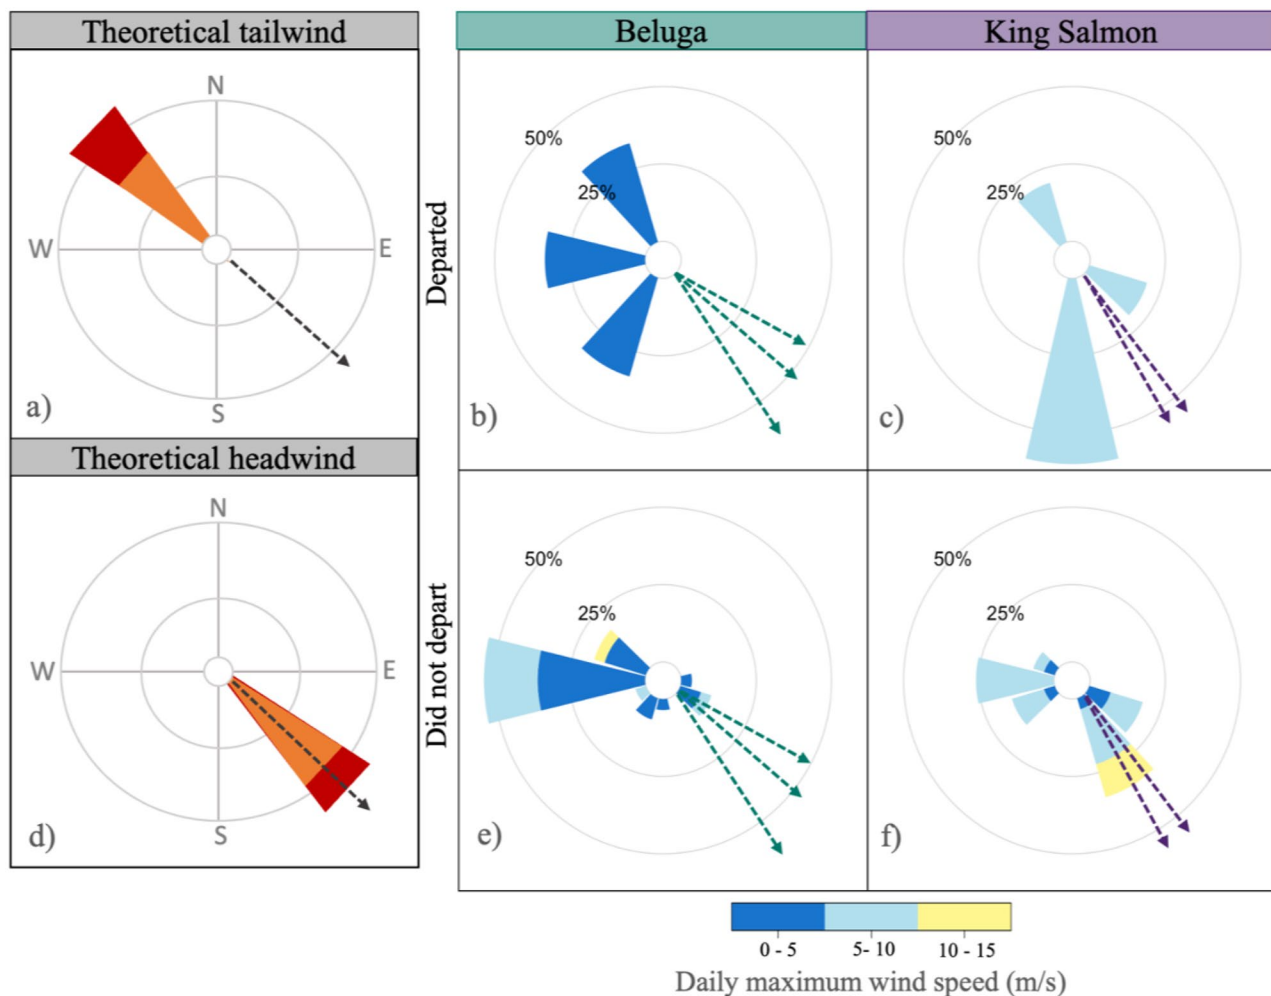 Theoretical tailwind
Beluga
King Salmon
N
W
E
S
a)
Departed
50%
25%
b)
50%
25%
c)
Theoretical headwind
N
W
E
S
d)
Did not depart
50%
25%
e)
50%
25%
f)
0 - 5
5- 10
10 - 15
Daily maximum wind speed (m/s)